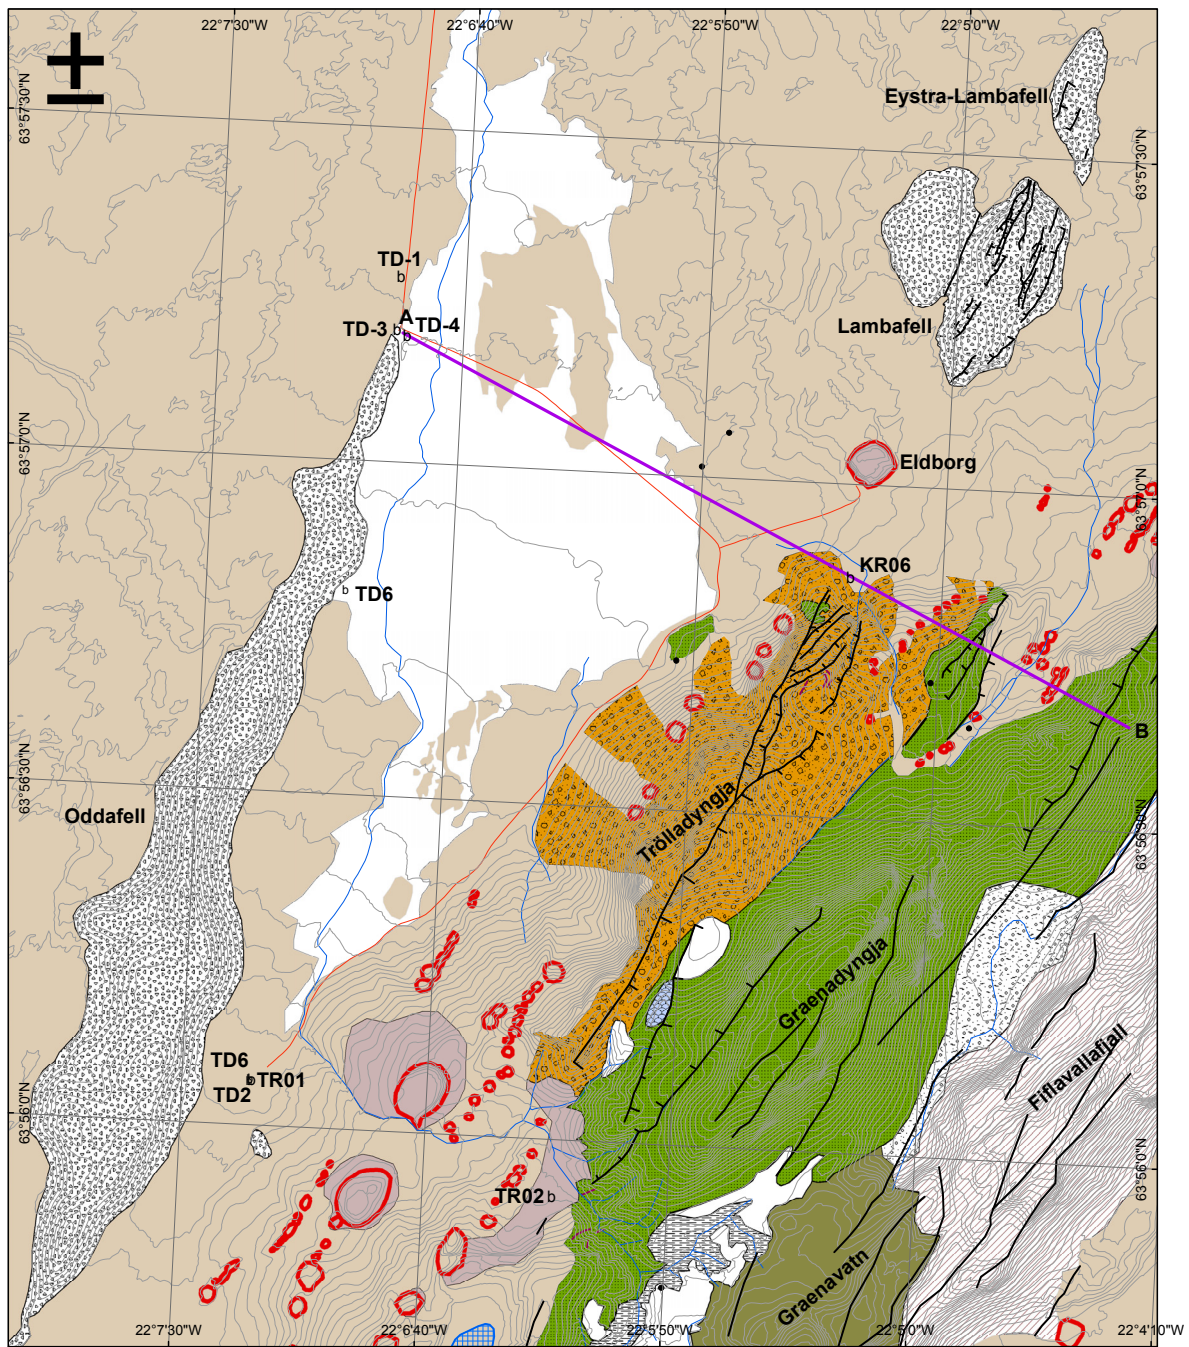 22°7'30"W
22°6'40"W
22°5'50"W
22°5'0"W
63°57'30"N
Eystra-Lambafell
63°57'30"N
TD-1
b
A
TD-3 b
b TD-4
Lambafell
63°57'0"N
Eldborg
63°57'0"N
KR06
b
b TD6
B
63°56'30"N
Oddafell
Trölladyngja
63°56'30"N
Graenadyngja
Fiflavallafjall
TD6
b TR01
TD2
63°56'0"N
63°56'0"N
TR02 b
Graenavatn
22°7'30"W
22°6'40"W
22°5'50"W
22°5'0"W
22°4'10"W